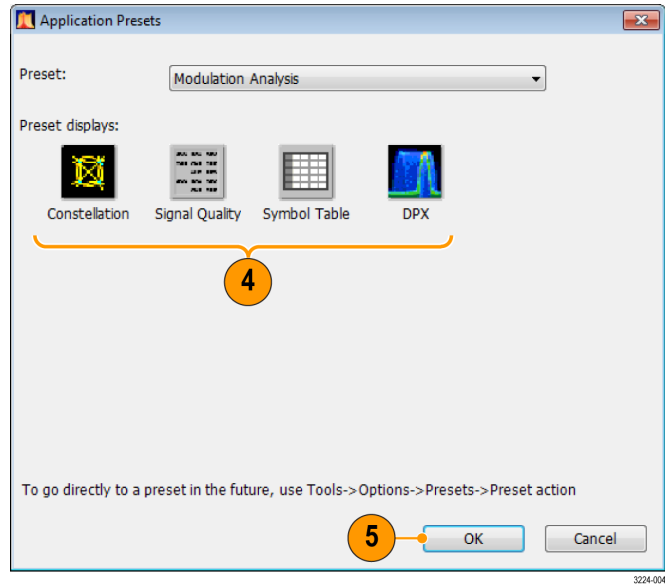 Application Presets
Preset:
Modulation Analysis
Preset displays:
Constellation
Signal Quality
Symbol Table
DPX
4
To go directly to a preset in the future, use Tools->Options->Presets->Preset action
5
OK
Cancel
3224-004